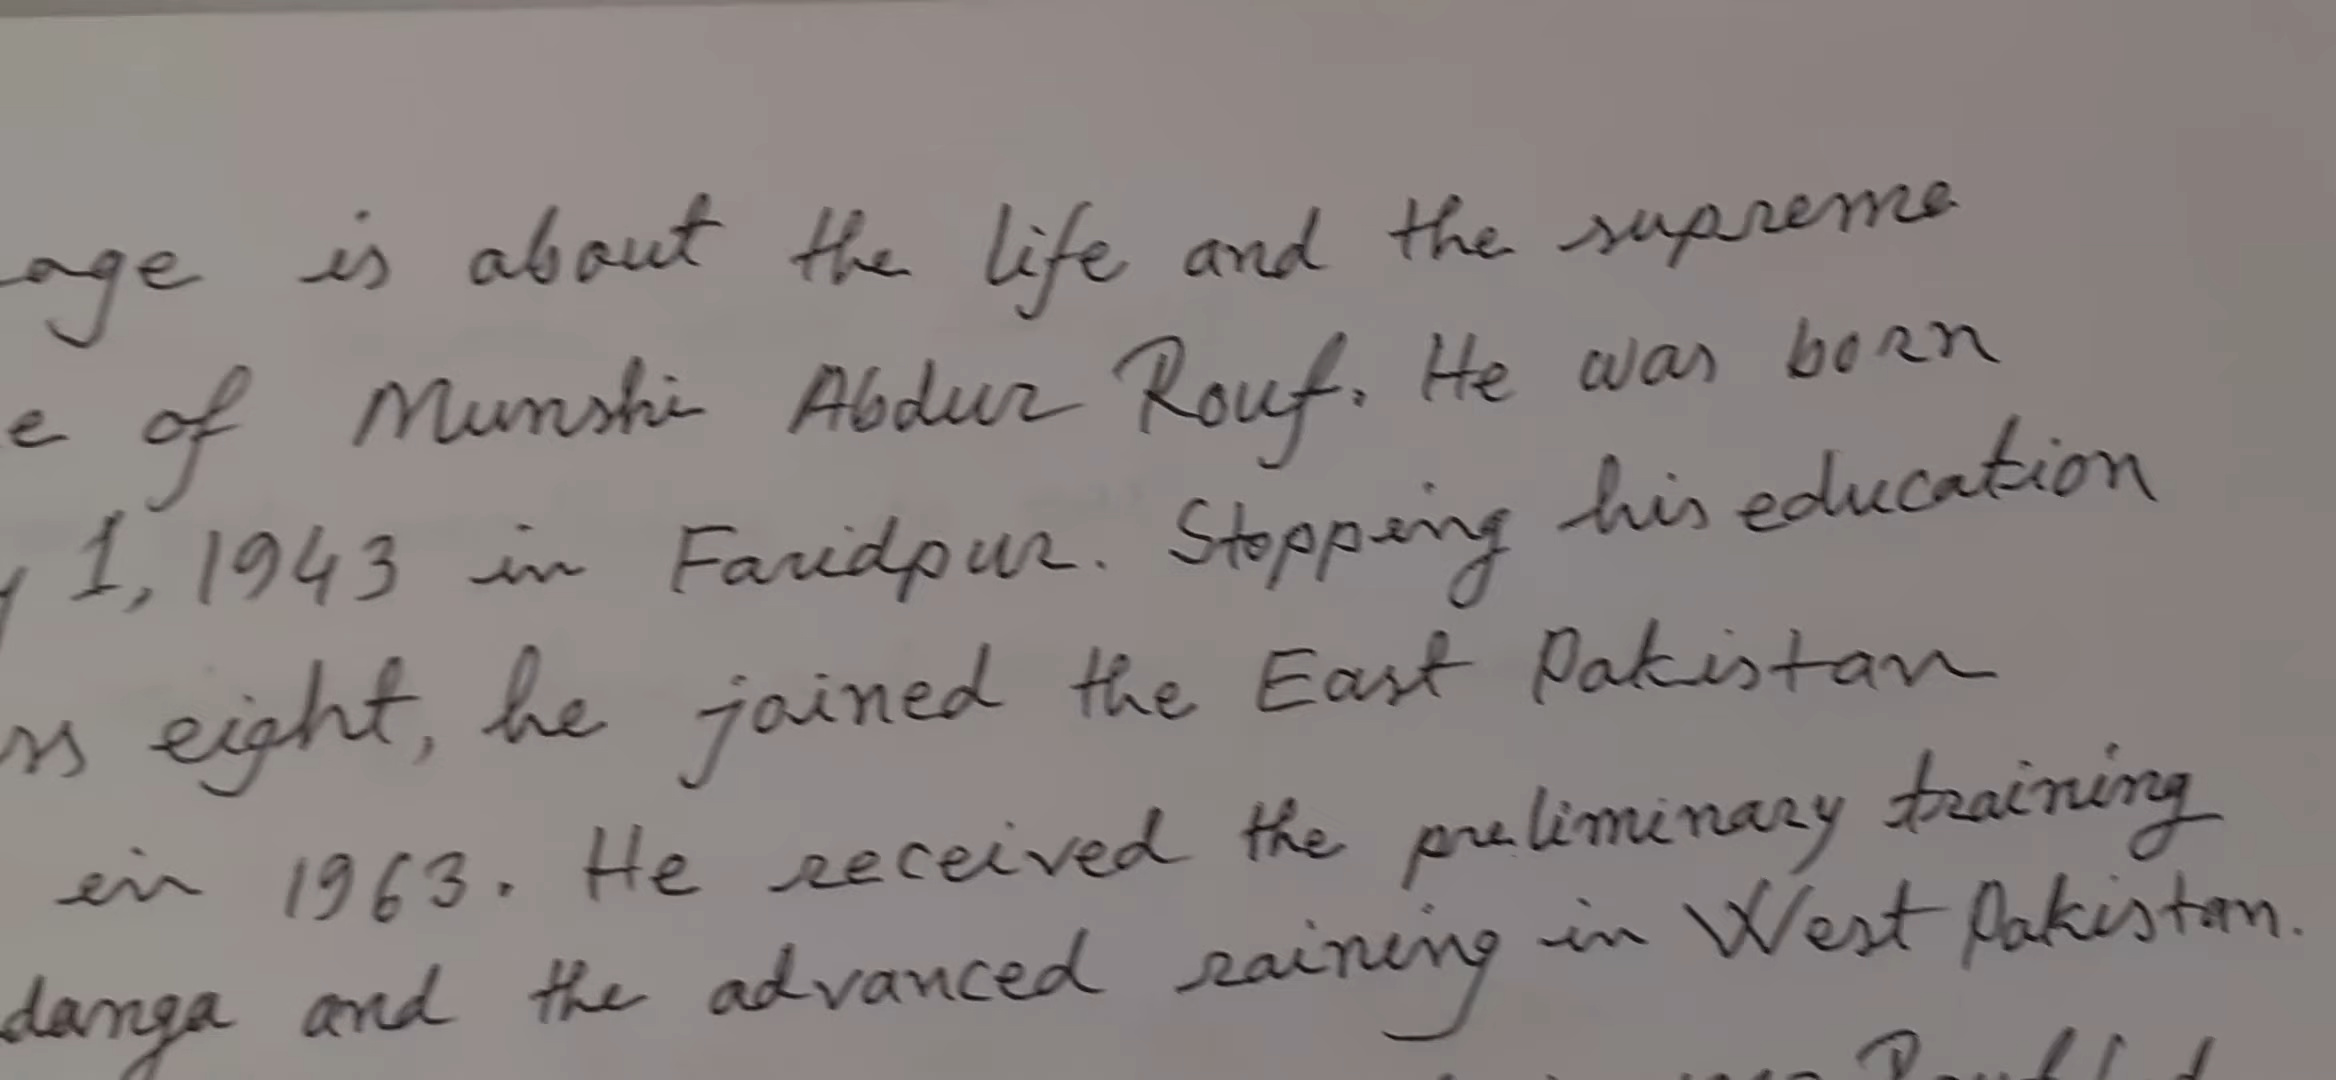 age is about the life and the supreme
e of Munshi Abdur Rouf. He was born
y 1, 1943 in Faridpur. Stopping his education
ss eight, he joined the East Pakistan
in 1963. He received the preliminary training
danga and the advanced raining in West Pakistan.